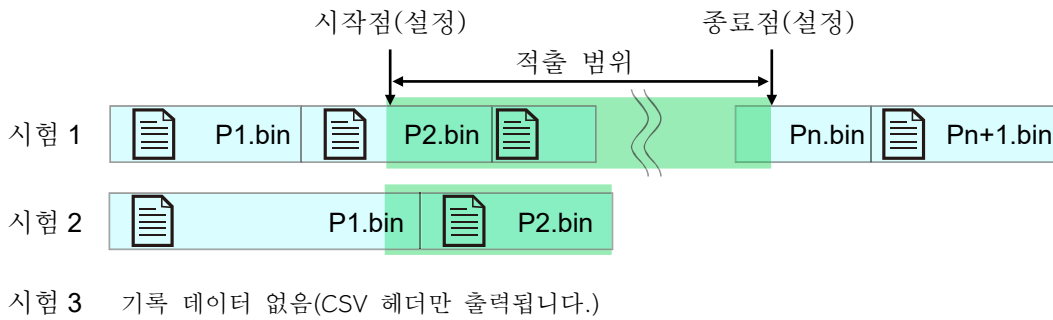 시작점(설정) 종료점(설정)
적출 범위
시험 1 P1.bin P2.bin Pn.bin Pn+1.bin
시험 2 P1.bin P2.bin
시험 3 기록 데이터 없음(CSV 헤더만 출력됩니다.)